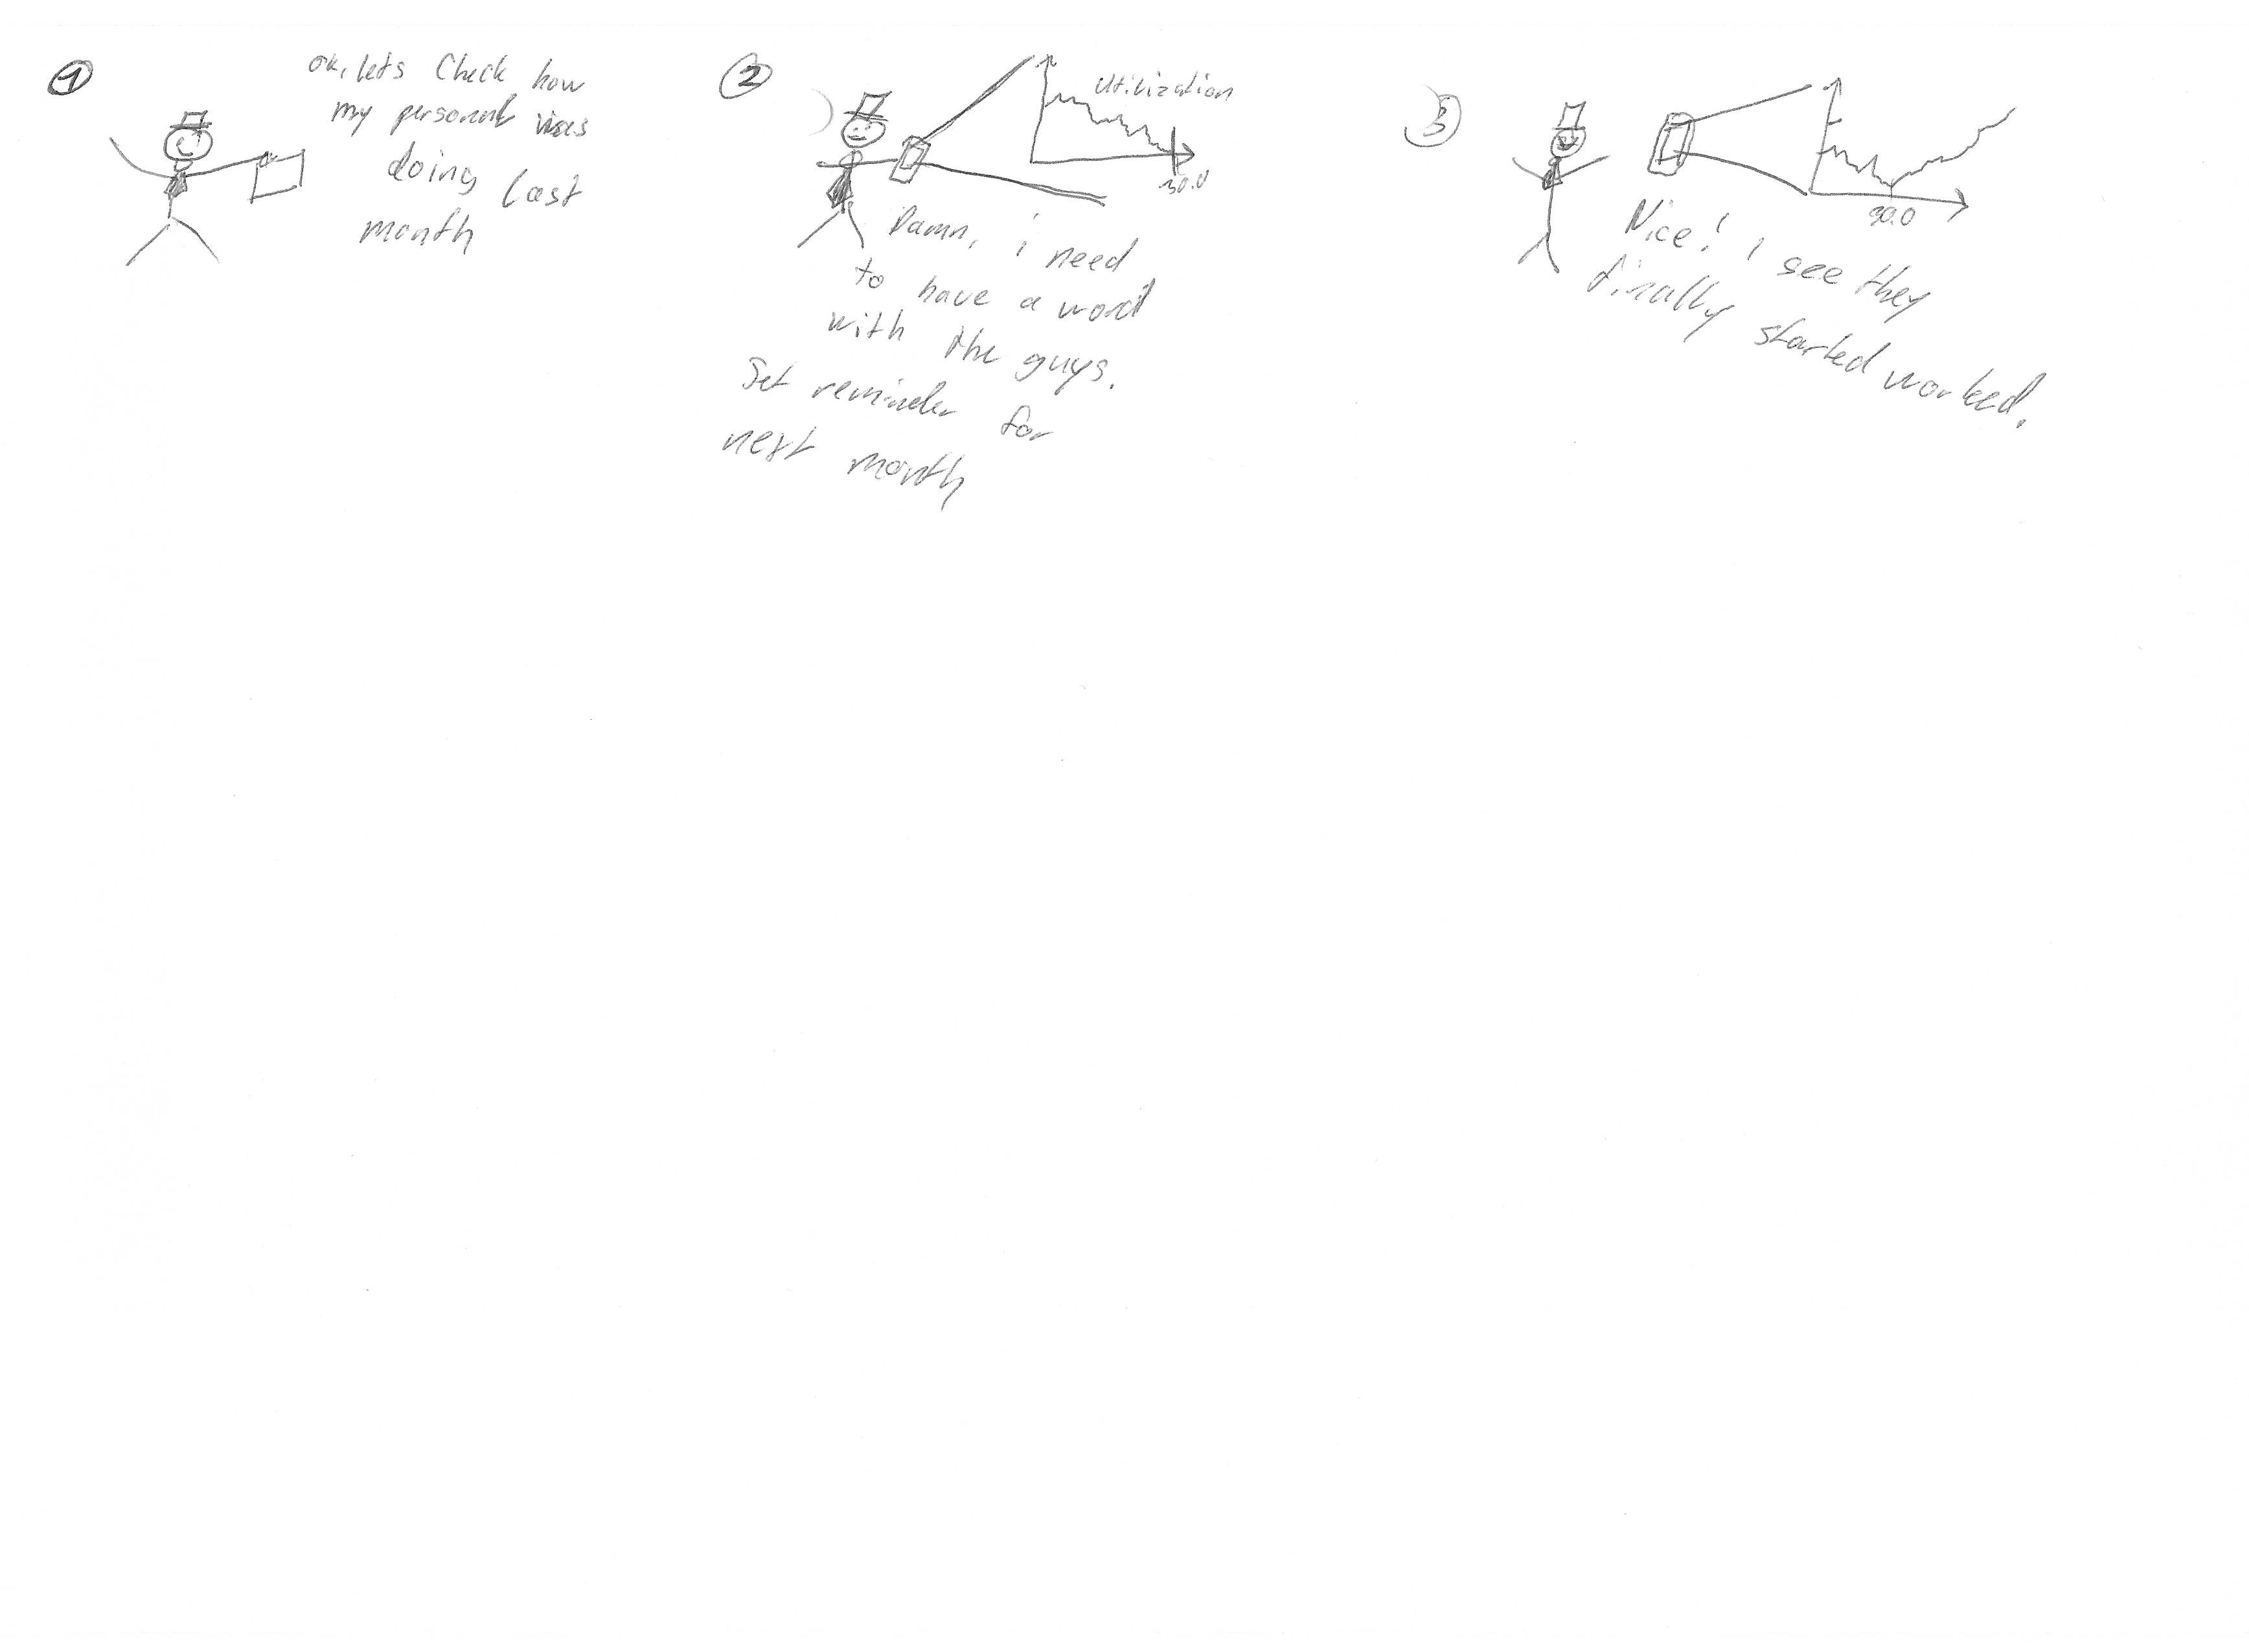 1
ok, lets Check how
my personal was
doing last
month
2
Utilization
30.0
Damn, i need
to have a word
with the guys.
Set reminder for
next month
3
30.0
Nice! I see they
finally started worked.